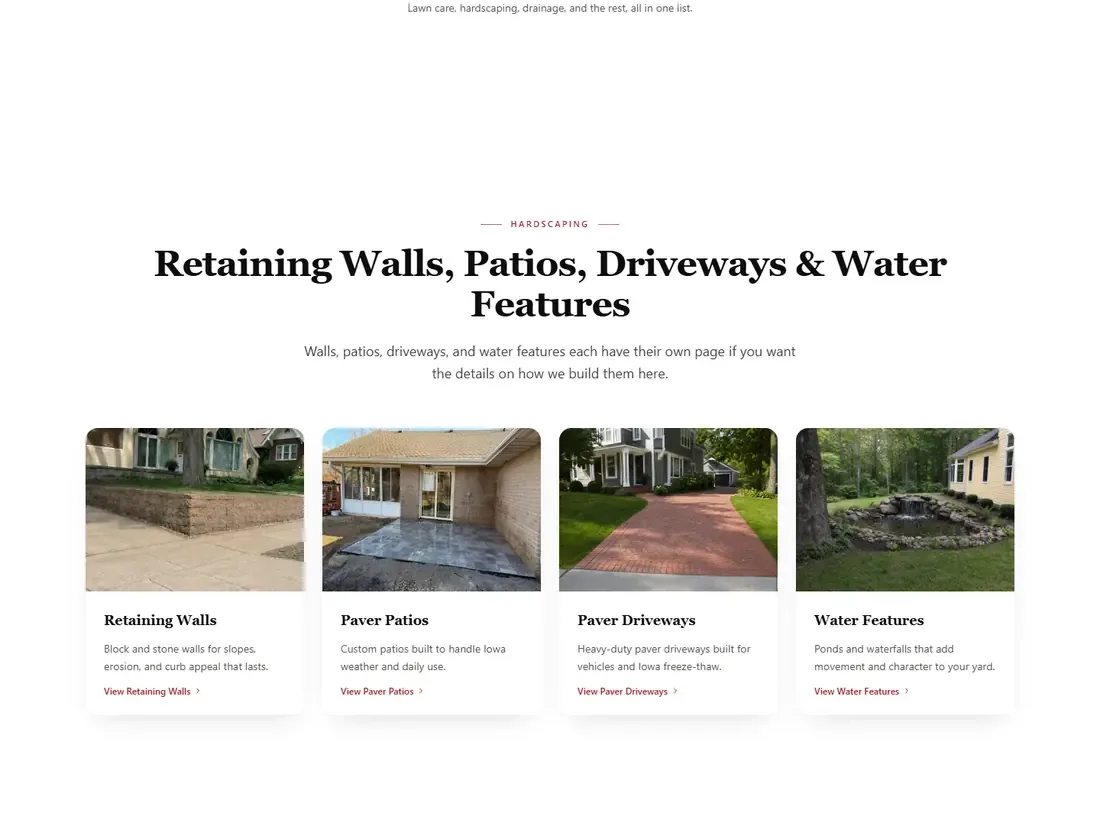 Lawn care, hardscaping, drainage, and the rest, all in one list.
HARDSCAPING
Retaining Walls, Patios, Driveways & Water
Features
Walls, patios, driveways, and water features each have their own page if you want
the details on how we build them here.
Retaining Walls
Block and stone walls for slopes,
erosion, and curb appeal that lasts.
View Retaining Walls
Paver Patios
Custom patios built to handle Iowa
weather and daily use.
View Paver Patios
Paver Driveways
Heavy-duty paver driveways built for
vehicles and Iowa freeze-thaw.
View Paver Driveways
Water Features
Ponds and waterfalls that add
movement and character to your yard.
View Water Features